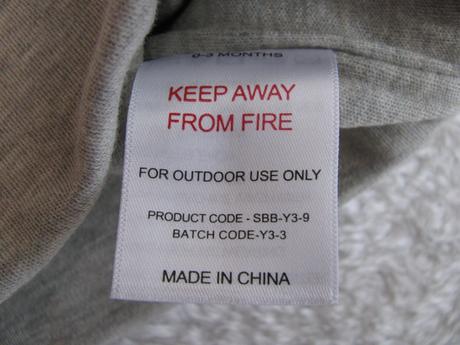 0-3 MONTHS
KEEP AWAY
FROM FIRE
FOR OUTDOOR USE ONLY
PRODUCT CODE - SBB-Y3-9
BATCH CODE-Y3-3
MADE IN CHINA